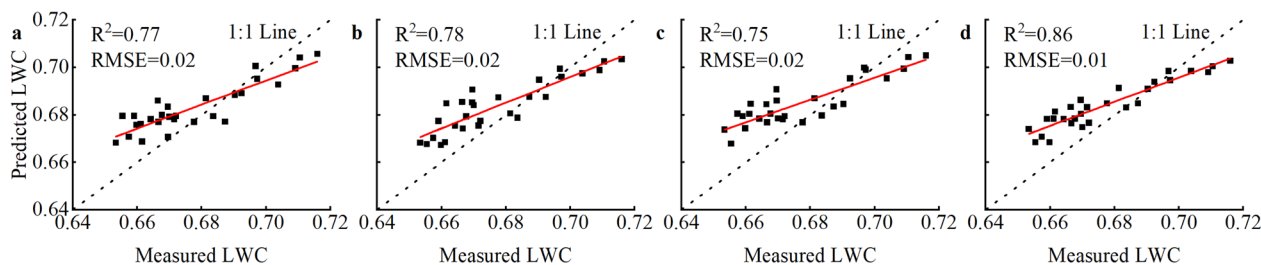 a
R²=0.77
RMSE=0.02
1:1 Line
b
R²=0.78
RMSE=0.02
1:1 Line
c
R²=0.75
RMSE=0.02
1:1 Line
d
R²=0.86
RMSE=0.01
1:1 Line
Predicted LWC
0.72
0.70
0.68
0.66
0.64
0.64 0.66 0.68 0.70 0.72
0.64 0.66 0.68 0.70 0.72
0.64 0.66 0.68 0.70 0.72
0.64 0.66 0.68 0.70 0.72
Measured LWC
Measured LWC
Measured LWC
Measured LWC